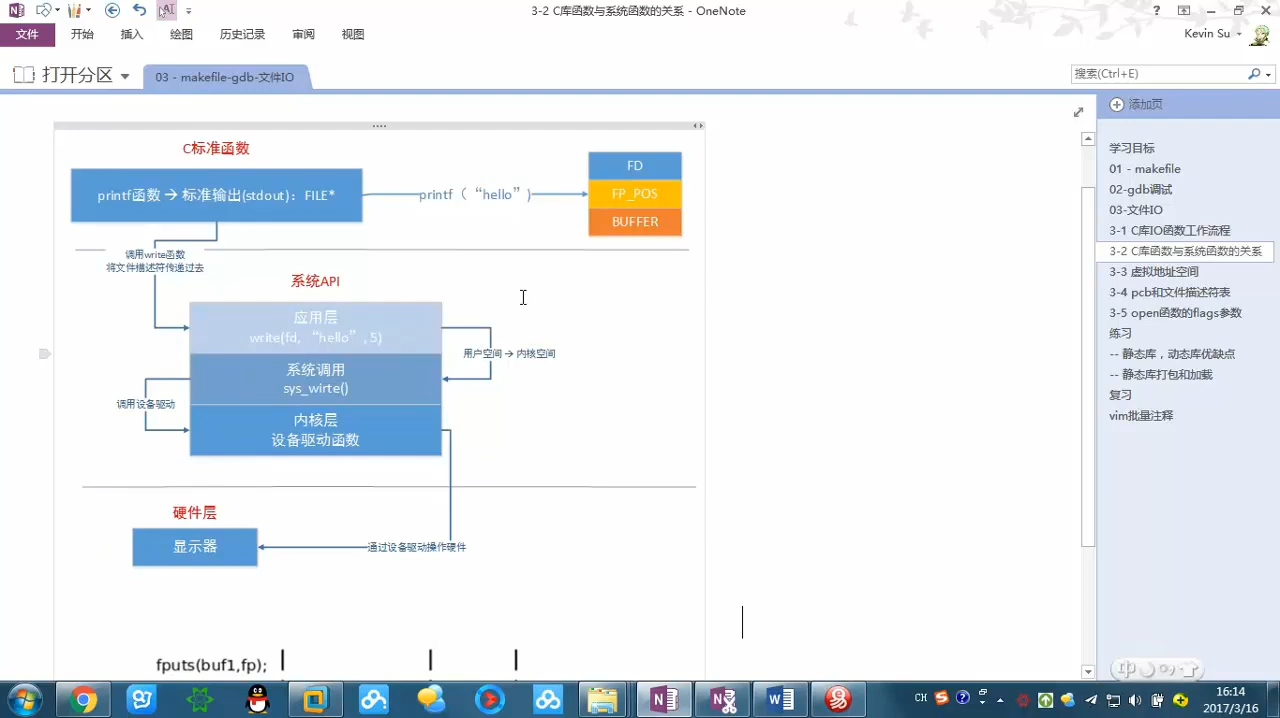 3-2 C库函数与系统函数的关系 - OneNote
文件 开始 插入 绘图 历史记录 审阅 视图
Kevin Su
打开分区
03 - makefile-gdb-文件IO
搜索(Ctrl+E)
添加页
C标准函数
printf函数 → 标准输出(stdout)：FILE*
printf（“hello”)
FD
FP_POS
BUFFER
调用write函数
将文件描述符传递过去
系统API
应用层
write(fd, “hello”, 5)
用户空间 → 内核空间
系统调用
sys_wirte()
调用设备驱动
内核层
设备驱动函数
硬件层
显示器
通过设备驱动操作硬件
fputs(buf1,fp);
学习目标
01 - makefile
02-gdb调试
03-文件IO
3-1 C库IO函数工作流程
3-2 C库函数与系统函数的关系
3-3 虚拟地址空间
3-4 pcb和文件描述符表
3-5 open函数的flags参数
练习
-- 静态库，动态库优缺点
-- 静态库打包和加载
复习
vim批量注释
中
CH
16:14
2017/3/16